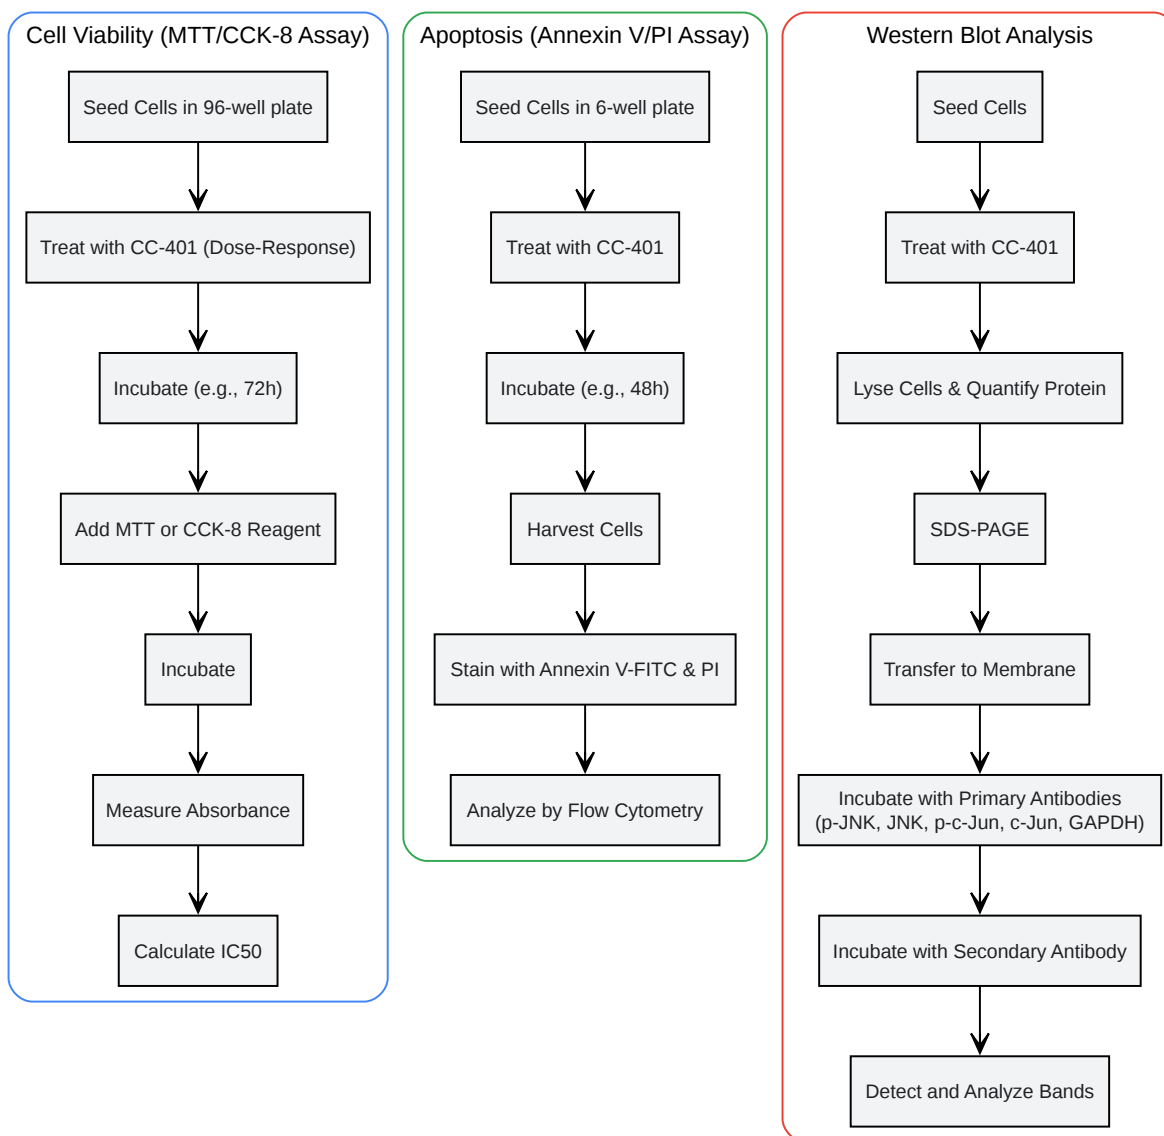 Cell Viability (MTT/CCK-8 Assay)
Seed Cells in 96-well plate
Treat with CC-401 (Dose-Response)
Incubate (e.g., 72h)
Add MTT or CCK-8 Reagent
Incubate
Measure Absorbance
Calculate IC50
Apoptosis (Annexin V/PI Assay)
Seed Cells in 6-well plate
Treat with CC-401
Incubate (e.g., 48h)
Harvest Cells
Stain with Annexin V-FITC & PI
Analyze by Flow Cytometry
Western Blot Analysis
Seed Cells
Treat with CC-401
Lyse Cells & Quantify Protein
SDS-PAGE
Transfer to Membrane
Incubate with Primary Antibodies
(p-JNK, JNK, p-c-Jun, c-Jun, GAPDH)
Incubate with Secondary Antibody
Detect and Analyze Bands